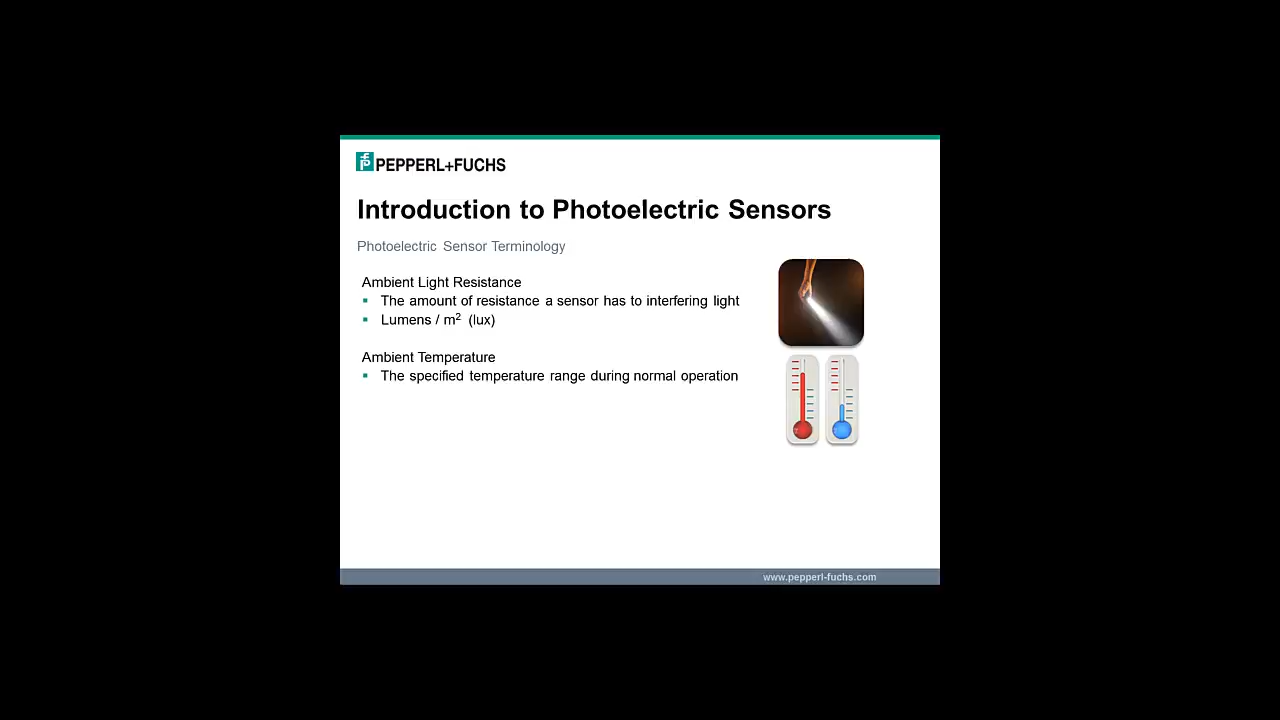 PEPPERL+FUCHS
Introduction to Photoelectric Sensors
Photoelectric Sensor Terminology
Ambient Light Resistance
▪ The amount of resistance a sensor has to interfering light
▪ Lumens / m² (lux)
Ambient Temperature
▪ The specified temperature range during normal operation
www.pepperl-fuchs.com